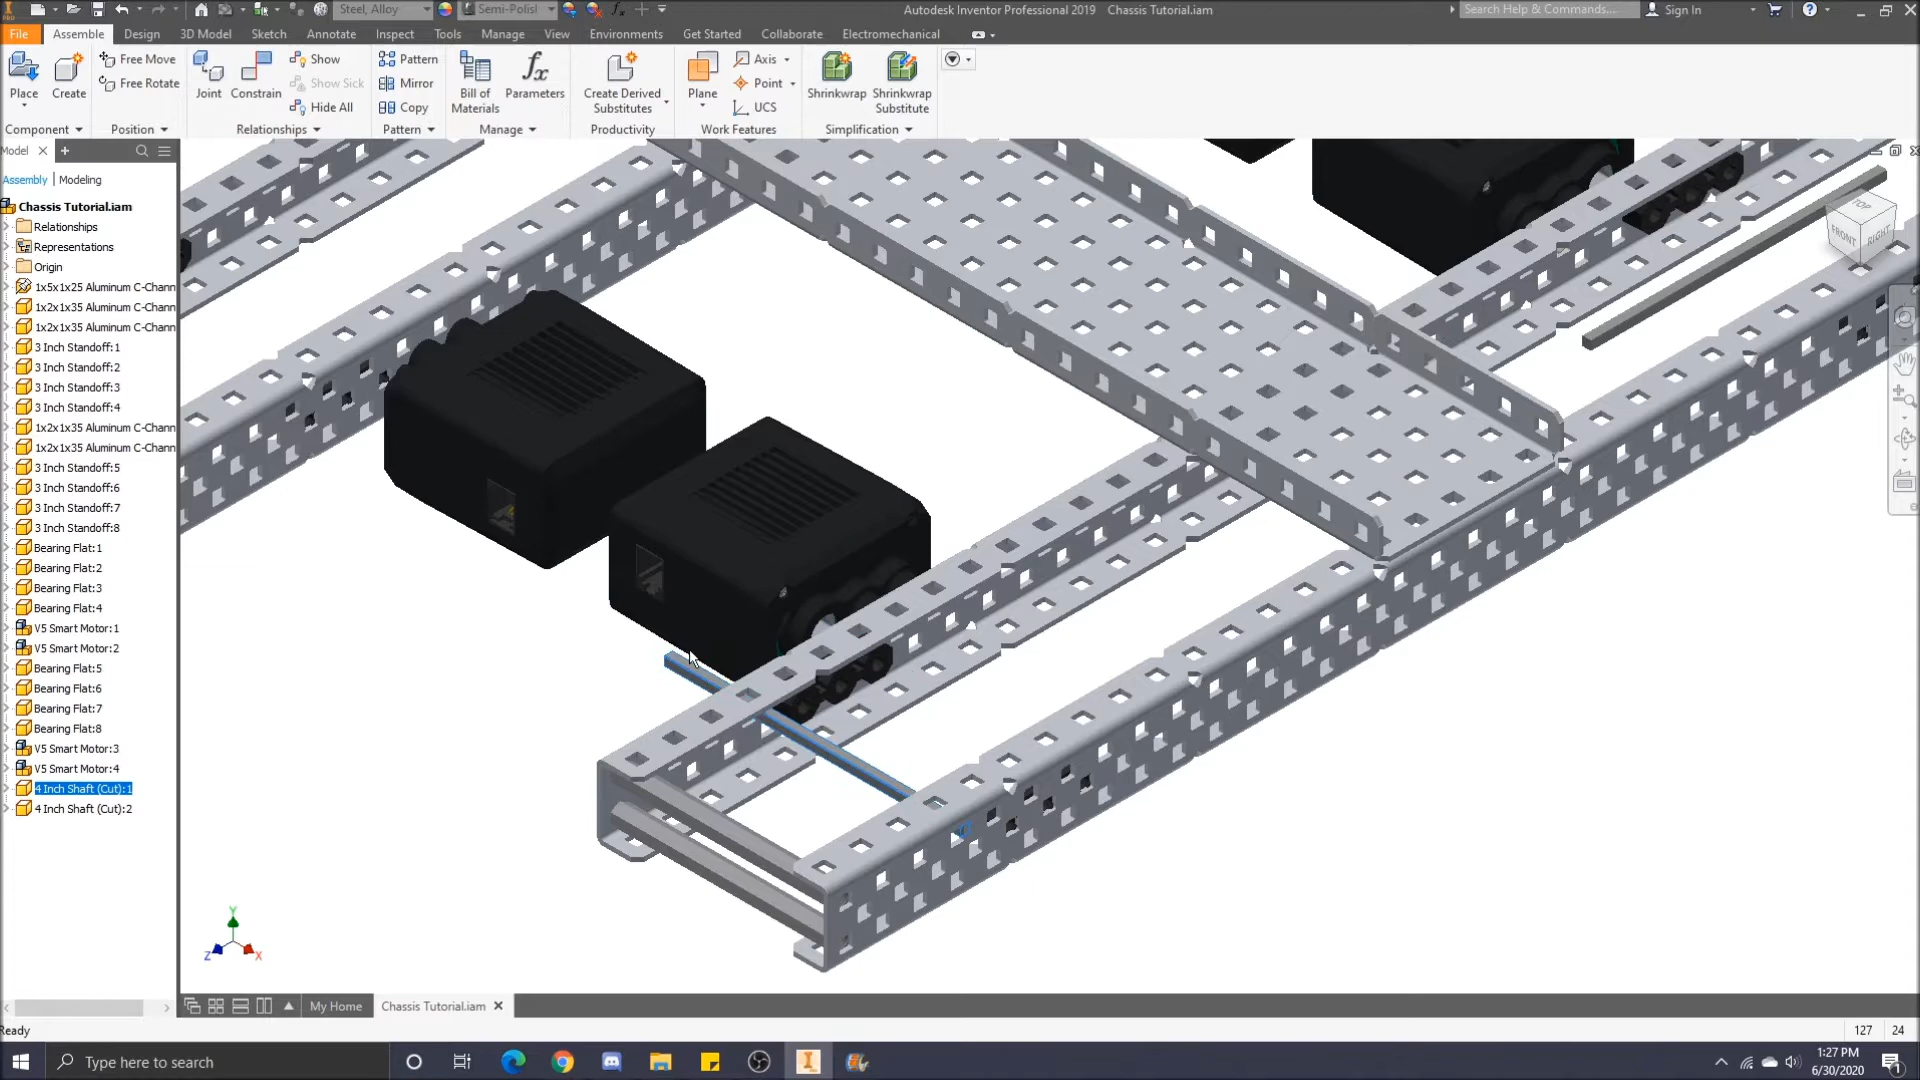 Steel, Alloy
Semi-Polisl
Autodesk Inventor Professional 2019 Chassis Tutorial.iam
Search Help & Commands...
Sign In
File
Assemble
Design
3D Model
Sketch
Annotate
Inspect
Tools
Manage
View
Environments
Get Started
Collaborate
Electromechanical
Place
Create
Free Move
Free Rotate
Joint
Constrain
Show
Show Sick
Hide All
Pattern
Mirror
Copy
Bill of
Materials
Parameters
Create Derived
Substitutes
Plane
Axis
Point
UCS
Shrinkwrap
Shrinkwrap
Substitute
Component
Position
Relationships
Pattern
Manage
Productivity
Work Features
Simplification
Model
Assembly
Modeling
Chassis Tutorial.iam
Relationships
Representations
Origin
1x5x1x25 Aluminum C-Chann
1x2x1x35 Aluminum C-Chann
1x2x1x35 Aluminum C-Chann
3 Inch Standoff:1
3 Inch Standoff:2
3 Inch Standoff:3
3 Inch Standoff:4
1x2x1x35 Aluminum C-Chann
1x2x1x35 Aluminum C-Chann
3 Inch Standoff:5
3 Inch Standoff:6
3 Inch Standoff:7
3 Inch Standoff:8
Bearing Flat:1
Bearing Flat:2
Bearing Flat:3
Bearing Flat:4
V5 Smart Motor:1
V5 Smart Motor:2
Bearing Flat:5
Bearing Flat:6
Bearing Flat:7
Bearing Flat:8
V5 Smart Motor:3
V5 Smart Motor:4
4 Inch Shaft (Cut):1
4 Inch Shaft (Cut):2
TOP
FRONT
RIGHT
Y
Z
X
My Home
Chassis Tutorial.iam
Ready
127
24
Type here to search
1:27 PM
6/30/2020
1